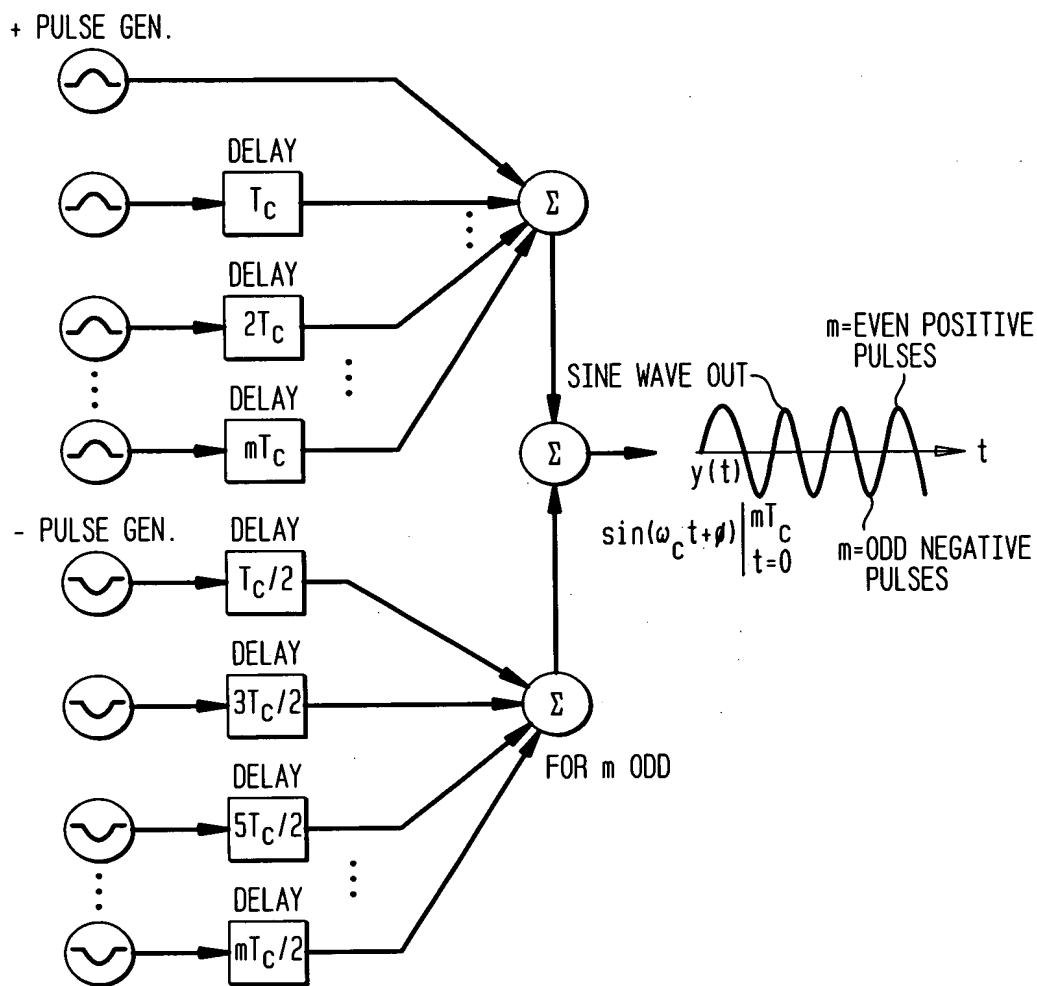 + PULSE GEN.
DELAY
T_C
Σ
DELAY
2T_C
DELAY
mT_C
m=EVEN POSITIVE
PULSES
SINE WAVE OUT
Σ
t
y(t)
sin(ω_c t+ø)|mT_C
t=0
m=ODD NEGATIVE
PULSES
- PULSE GEN.
DELAY
T_C/2
DELAY
3T_C/2
Σ
FOR m ODD
DELAY
5T_C/2
DELAY
mT_C/2